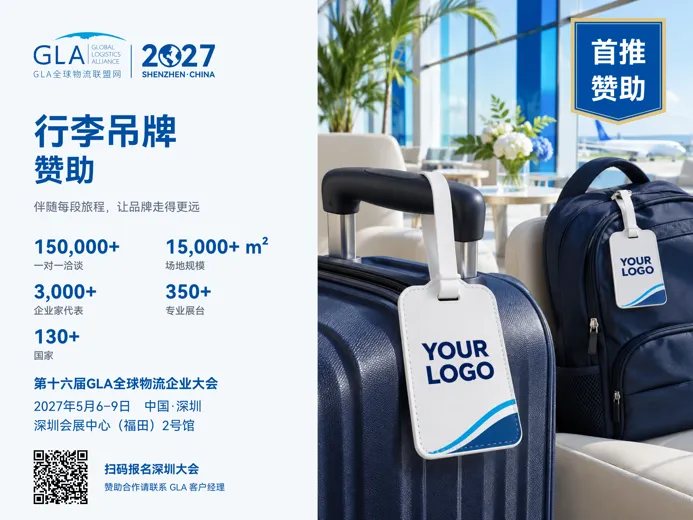 GLA
GLOBAL
LOGISTICS
ALLIANCE
GLA全球物流联盟网
2027
SHENZHEN·CHINA
首推
赞助
行李吊牌
赞助
伴随每段旅程，让品牌走得更远
150,000+
一对一洽谈
15,000+ m²
场地规模
3,000+
企业家代表
350+
专业展台
130+
国家
第十六届GLA全球物流企业大会
2027年5月6-9日 中国·深圳
深圳会展中心（福田）2号馆
扫码报名深圳大会
赞助合作请联系 GLA 客户经理
YOUR
LOGO
YOUR
LOGO